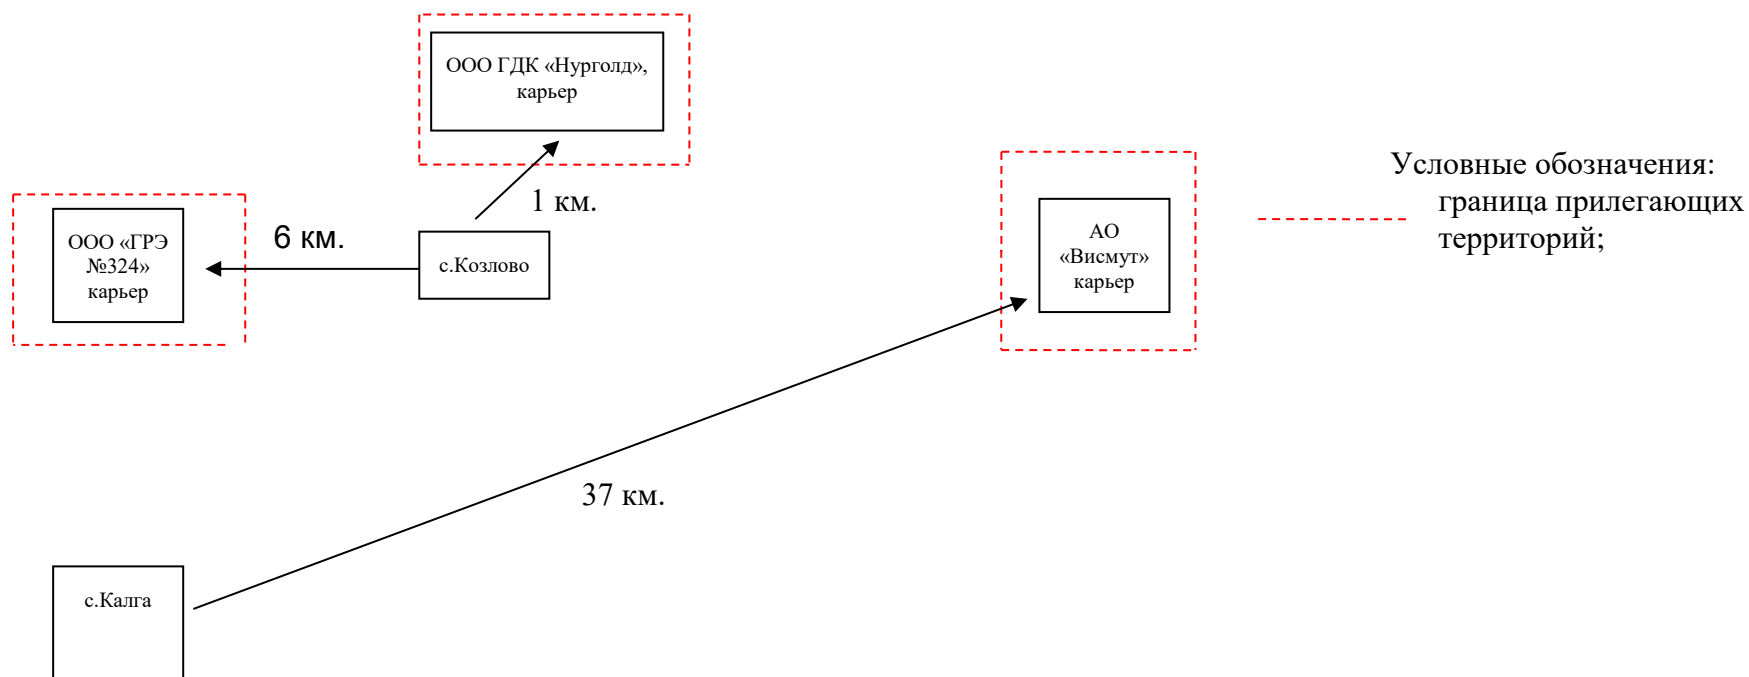 ООО ГДК «Нурголд»,
карьер
Условные обозначения:
граница прилегающих
территорий;
1 км.
6 км.
ООО «ГРЭ
№324»
карьер
с.Козлово
АО
«Висмут»
карьер
37 км.
с.Калга